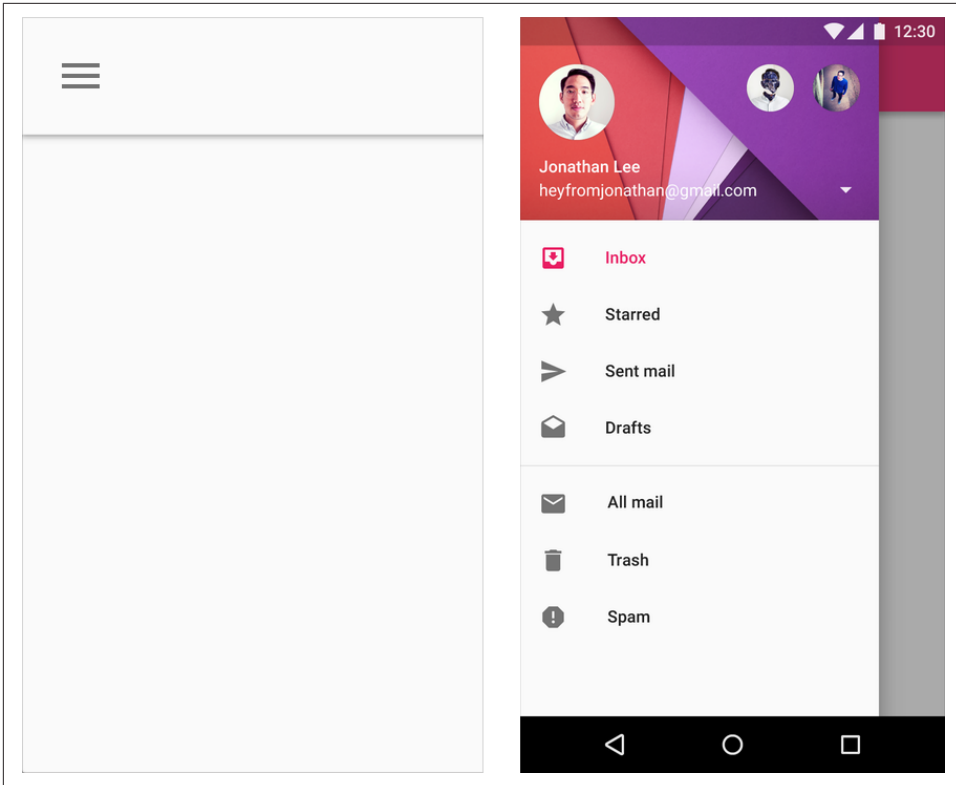 12:30
Jonathan Lee
heyfromjonathan@gmail.com
Inbox
Starred
Sent mail
Drafts
All mail
Trash
Spam